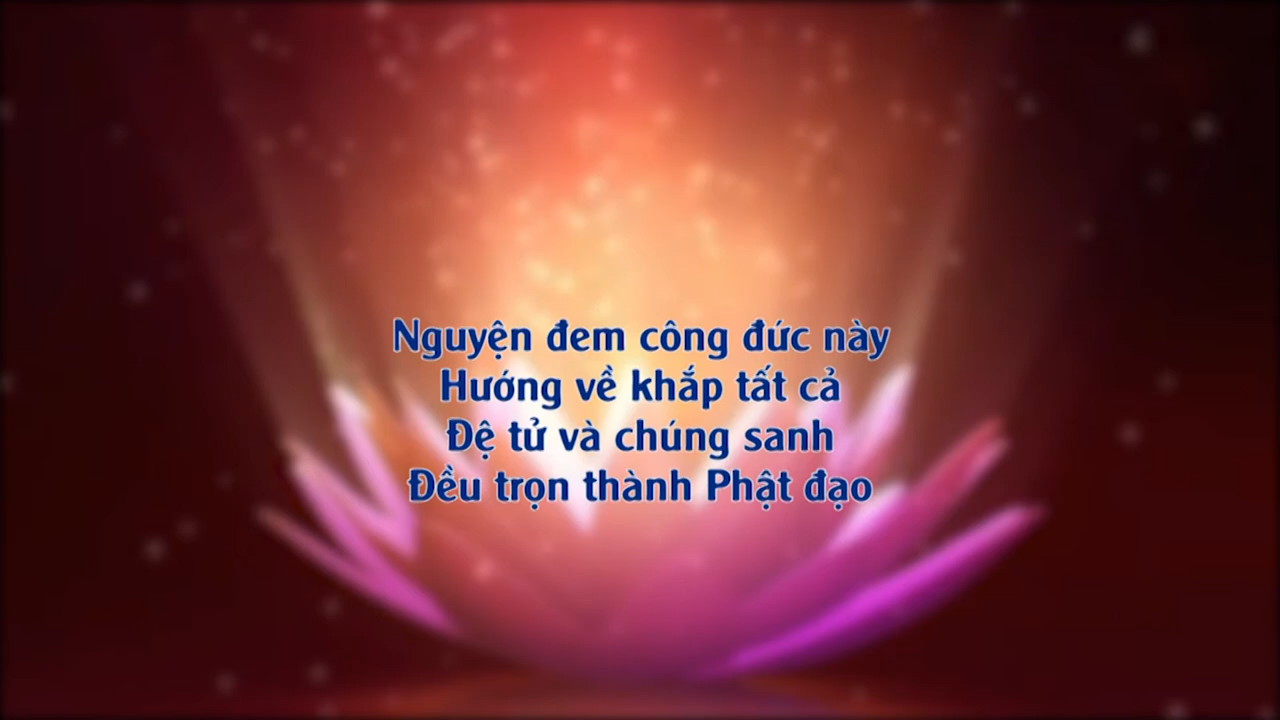 Nguyện đem công đức này
Hướng về khắp tất cả
Đệ tử và chúng sanh
Đều trọn thành Phật đạo